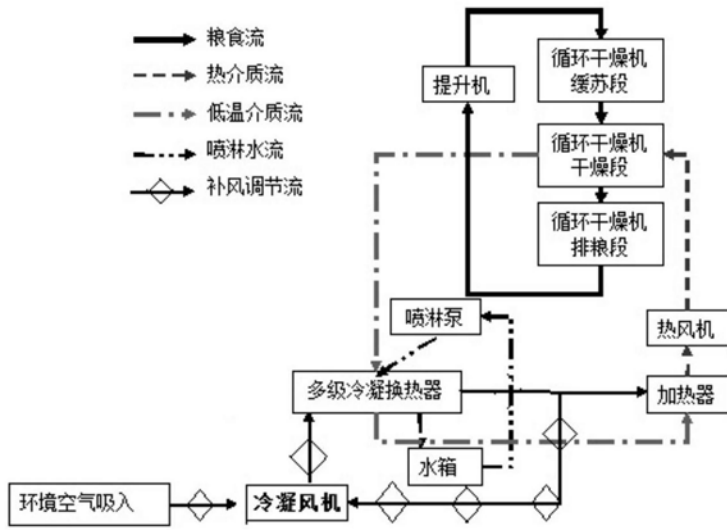 粮食流
热介质流
低温介质流
喷淋水流
补风调节流
提升机
循环干燥机
缓苏段
循环干燥机
干燥段
循环干燥机
排粮段
喷淋泵
热风机
多级冷凝换热器
加热器
水箱
环境空气吸入
冷凝风机